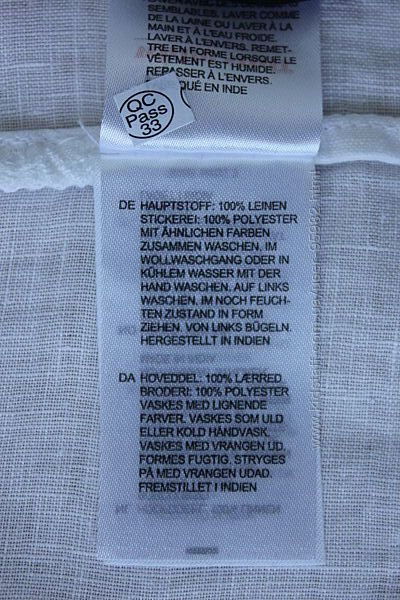 SEMBLABLES. LAVER COMME
DE LA LAINE OU LAVER À LA
MAIN ET À L'EAU FROIDE.
LAVER À L'ENVERS. REMET-
TRE EN FORME LORSQUE LE
VÊTEMENT EST HUMIDE.
REPASSER À L'ENVERS.
QUÉ EN INDE
QC
Pass
33
DE HAUPTSTOFF: 100% LEINEN
STICKEREI: 100% POLYESTER
MIT ÄHNLICHEN FARBEN
ZUSAMMEN WASCHEN. IM
WOLLWASCHGANG ODER IN
KÜHLEM WASSER MIT DER
HAND WASCHEN. AUF LINKS
WASCHEN. IM NOCH FEUCH-
TEN ZUSTAND IN FORM
ZIEHEN. VON LINKS BÜGELN.
HERGESTELLT IN INDIEN
DA HOVEDDEL: 100% LÆRRED
BRODERI: 100% POLYESTER
VASKES MED LIGNENDE
FARVER. VASKES SOM ULD
ELLER KOLD HÅNDVASK.
VASKES MED VRANGEN UD.
FORMES FUGTIG. STRYGES
PÅ MED VRANGEN UDAD.
FREMSTILLET I INDIEN